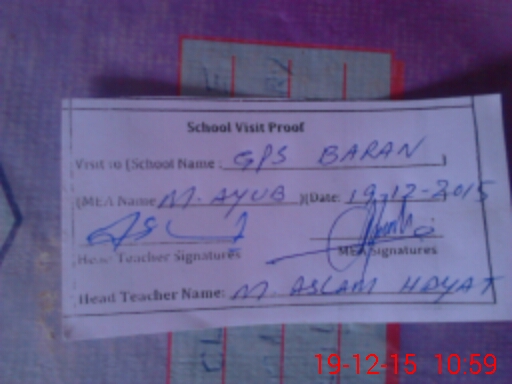 School Visit Proof
Visit to (School Name: GPS BARAN )
(MEA Name M. AYUB )(Date: 19-12-2015
Head Teacher Signatures MEA Signatures
Head Teacher Name: M. ASLAM HAYAT
19-12-15 10:59